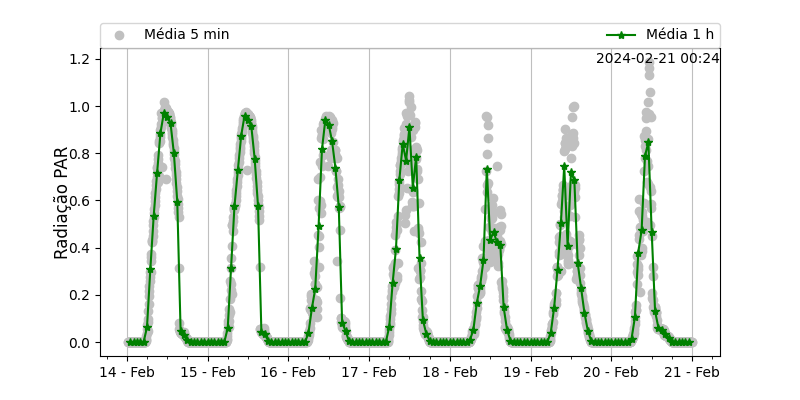 Média 5 min
Média 1 h
2024-02-21 00:24
Radiação PAR
1.2
1.0
0.8
0.6
0.4
0.2
0.0
14 - Feb
15 - Feb
16 - Feb
17 - Feb
18 - Feb
19 - Feb
20 - Feb
21 - Feb